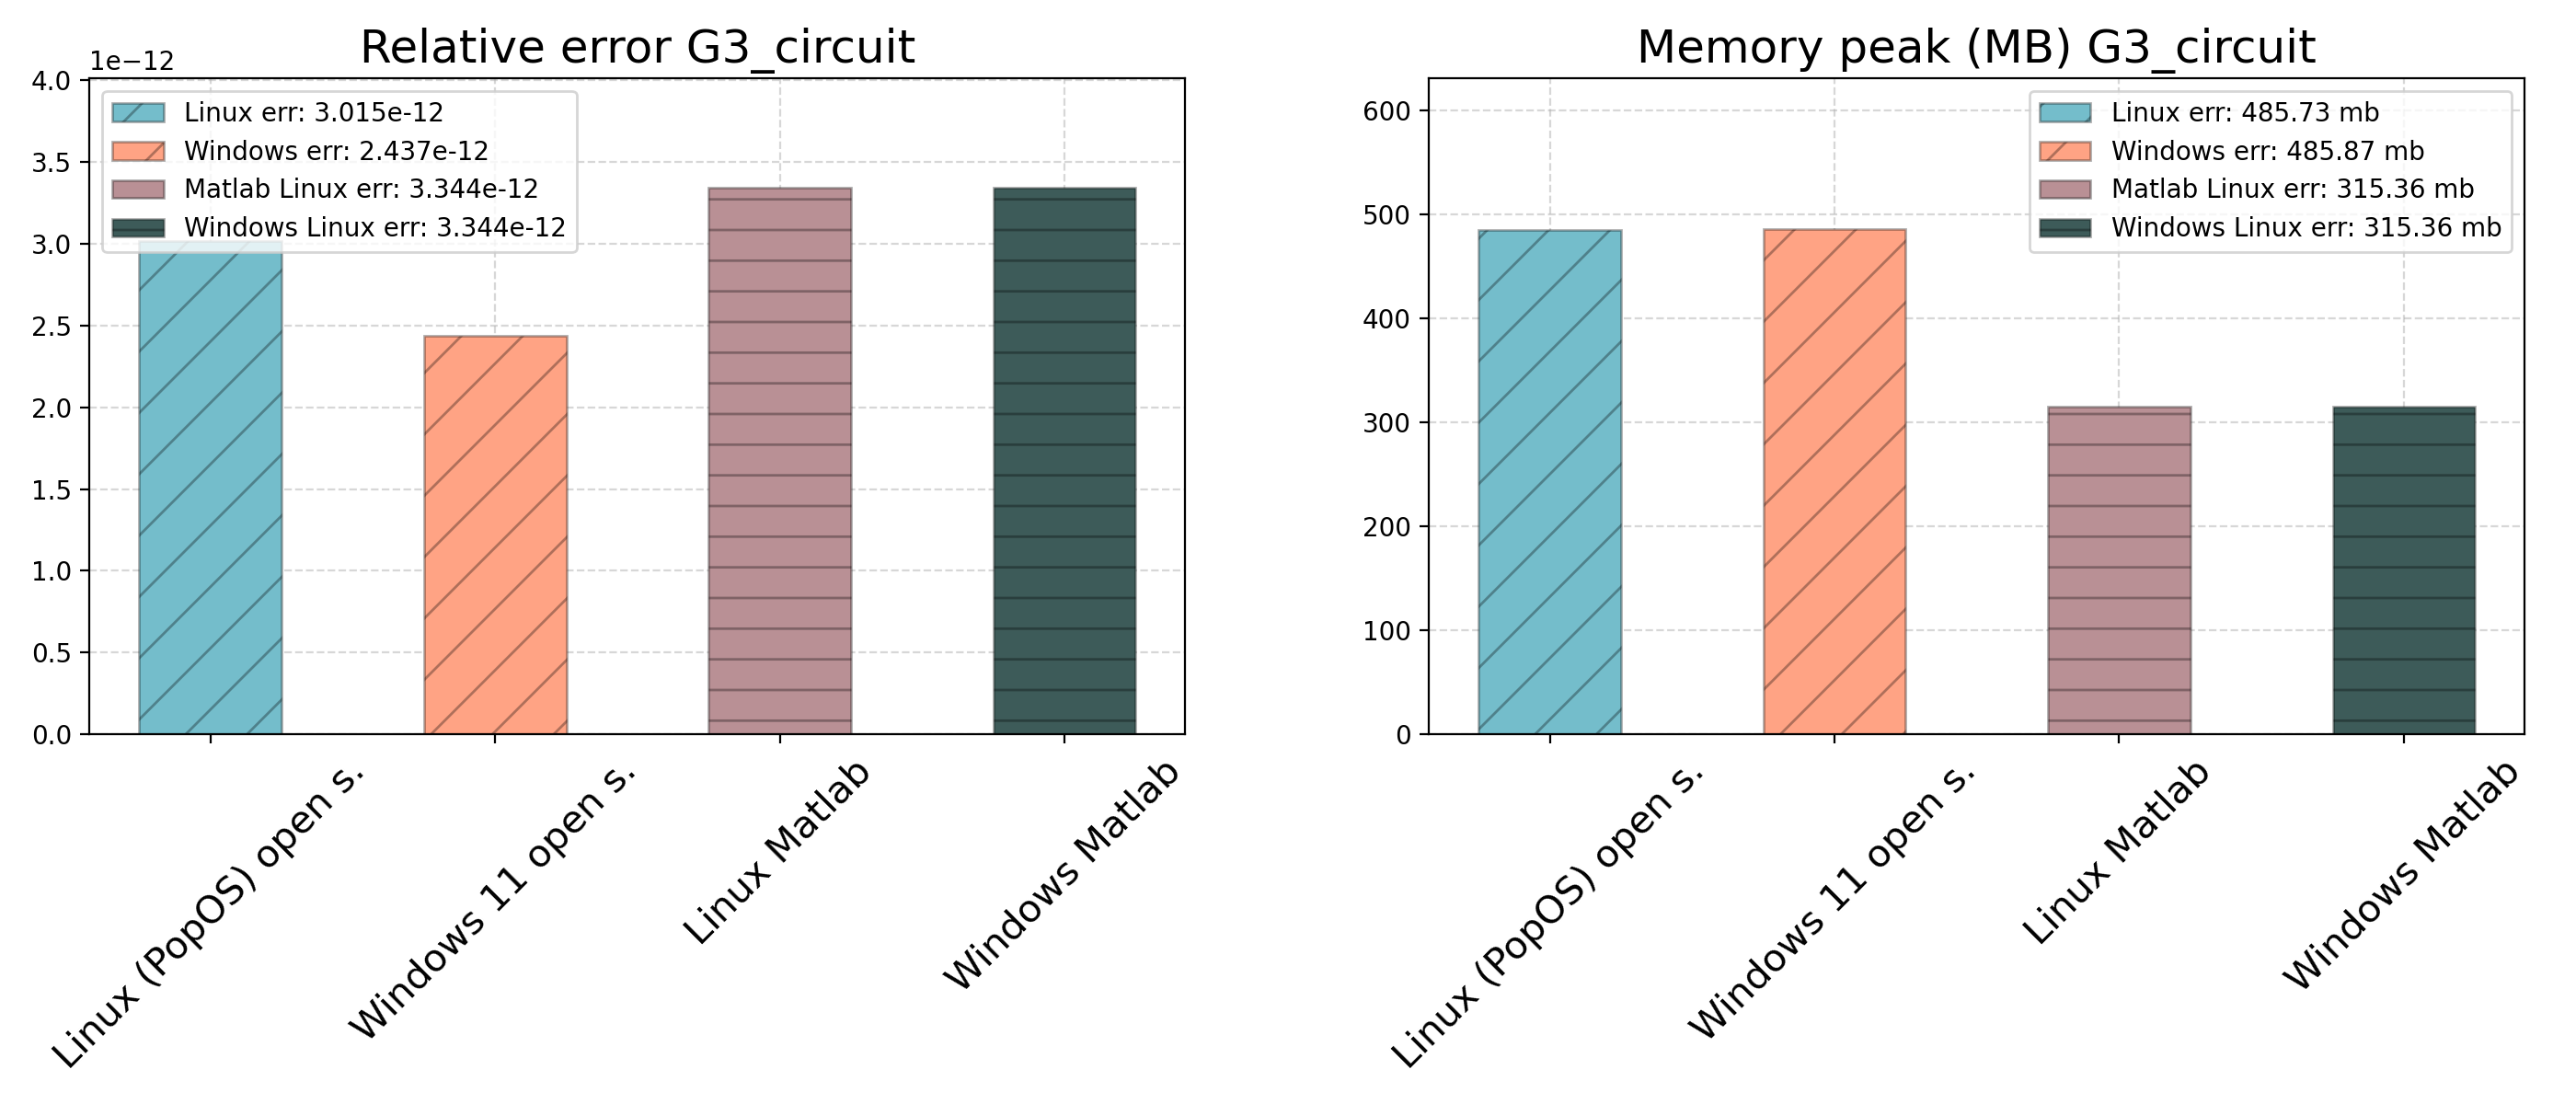 Relative error G3_circuit
1e−12
4.0
3.5
3.0
2.5
2.0
1.5
1.0
0.5
0.0
Linux err: 3.015e-12
Windows err: 2.437e-12
Matlab Linux err: 3.344e-12
Windows Linux err: 3.344e-12
Linux (PopOS) open s.
Windows 11 open s.
Linux Matlab
Windows Matlab
Memory peak (MB) G3_circuit
600
500
400
300
200
100
0
Linux err: 485.73 mb
Windows err: 485.87 mb
Matlab Linux err: 315.36 mb
Windows Linux err: 315.36 mb
Linux (PopOS) open s.
Windows 11 open s.
Linux Matlab
Windows Matlab